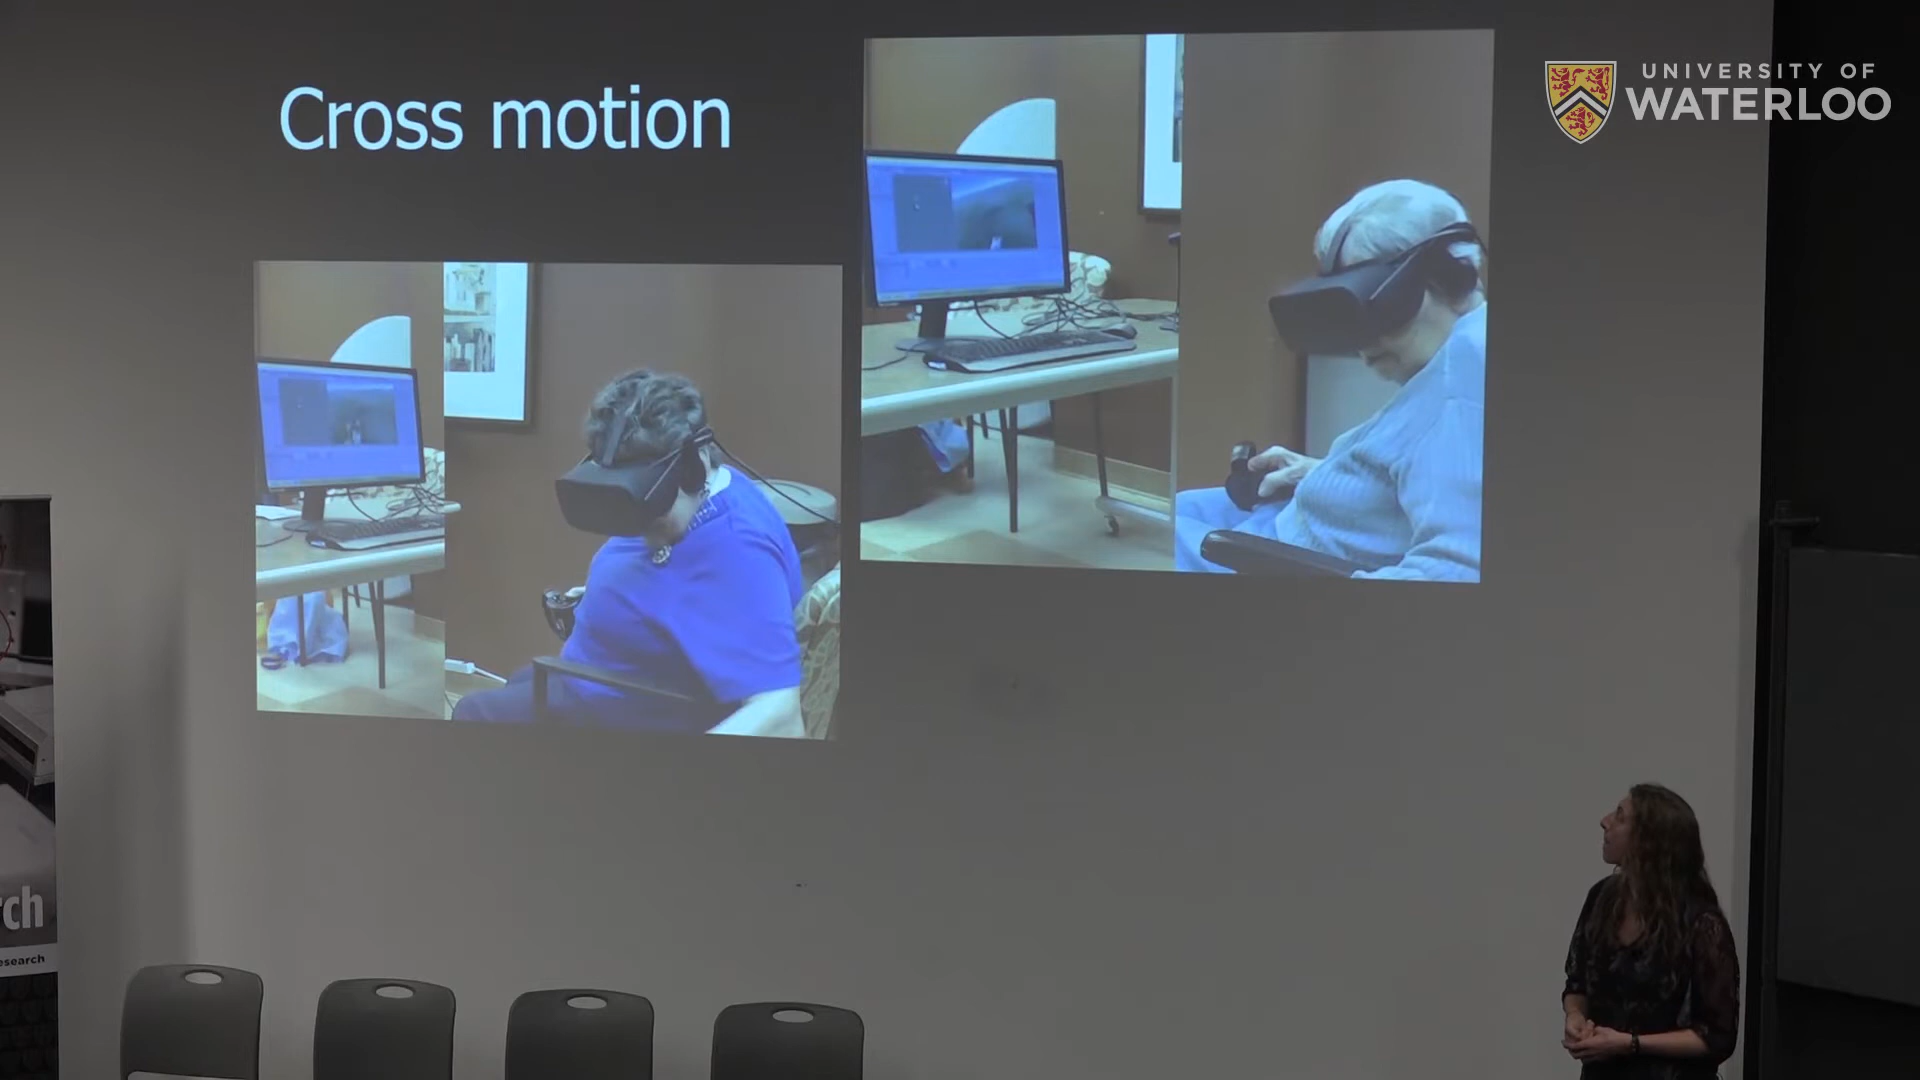 Cross motion
UNIVERSITY OF
WATERLOO
rch
esearch